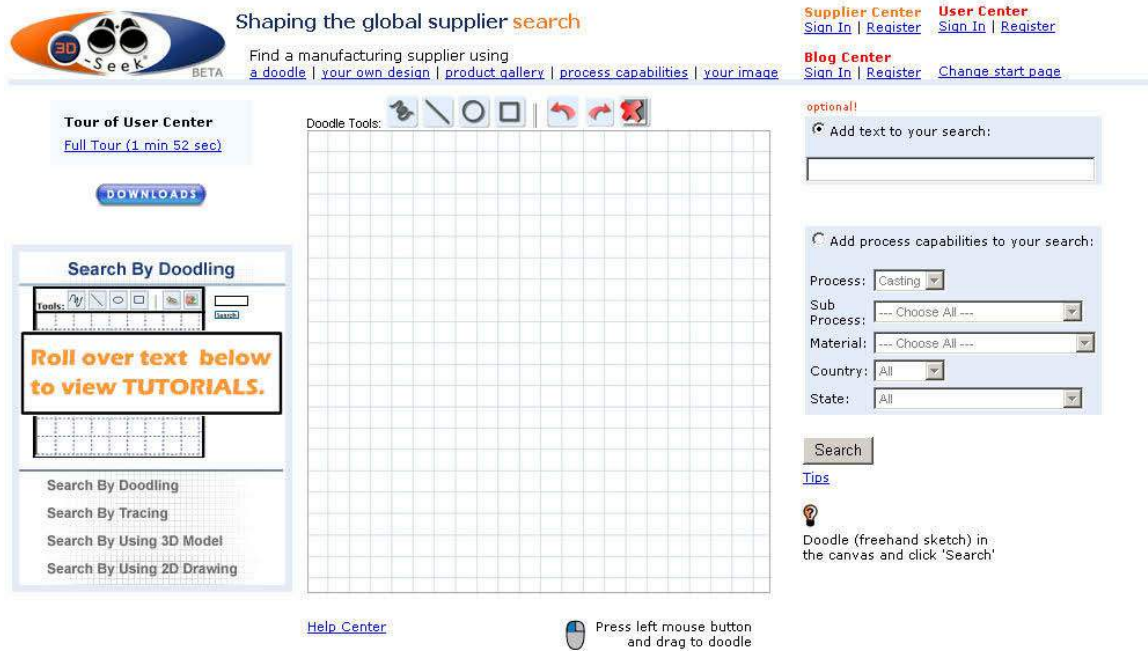 3D
-Seek
BETA
Shaping the global supplier search
Find a manufacturing supplier using
a doodle | your own design | product gallery | process capabilities | your image
Supplier Center
Sign In | Register
User Center
Sign In | Register
Blog Center
Sign In | Register
Change start page
Tour of User Center
Full Tour (1 min 52 sec)
DOWNLOADS
Search By Doodling
Tools:
Search
Roll over text below
to view TUTORIALS.
Search By Doodling
Search By Tracing
Search By Using 3D Model
Search By Using 2D Drawing
Doodle Tools:
Help Center
Press left mouse button
and drag to doodle
optional!
Add text to your search:
Add process capabilities to your search:
Process: Casting
Sub
Process: --- Choose All ---
Material: --- Choose All ---
Country: All
State: All
Search
Tips
Doodle (freehand sketch) in
the canvas and click 'Search'